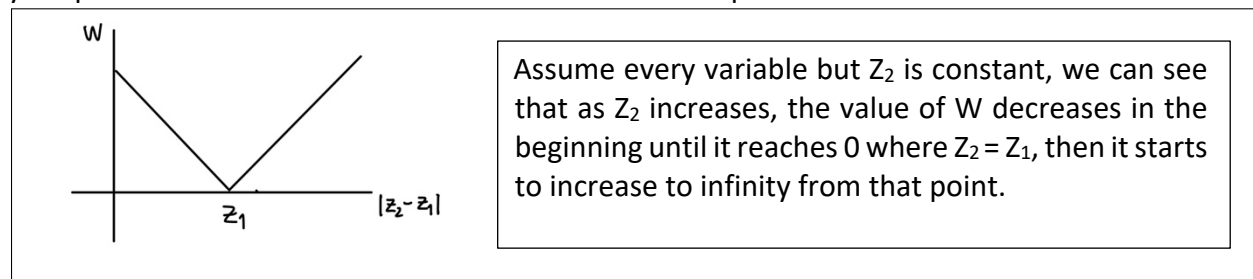 W
Z₁
|Z₂-Z₁|
Assume every variable but Z₂ is constant, we can see
that as Z₂ increases, the value of W decreases in the
beginning until it reaches 0 where Z₂ = Z₁, then it starts
to increase to infinity from that point.